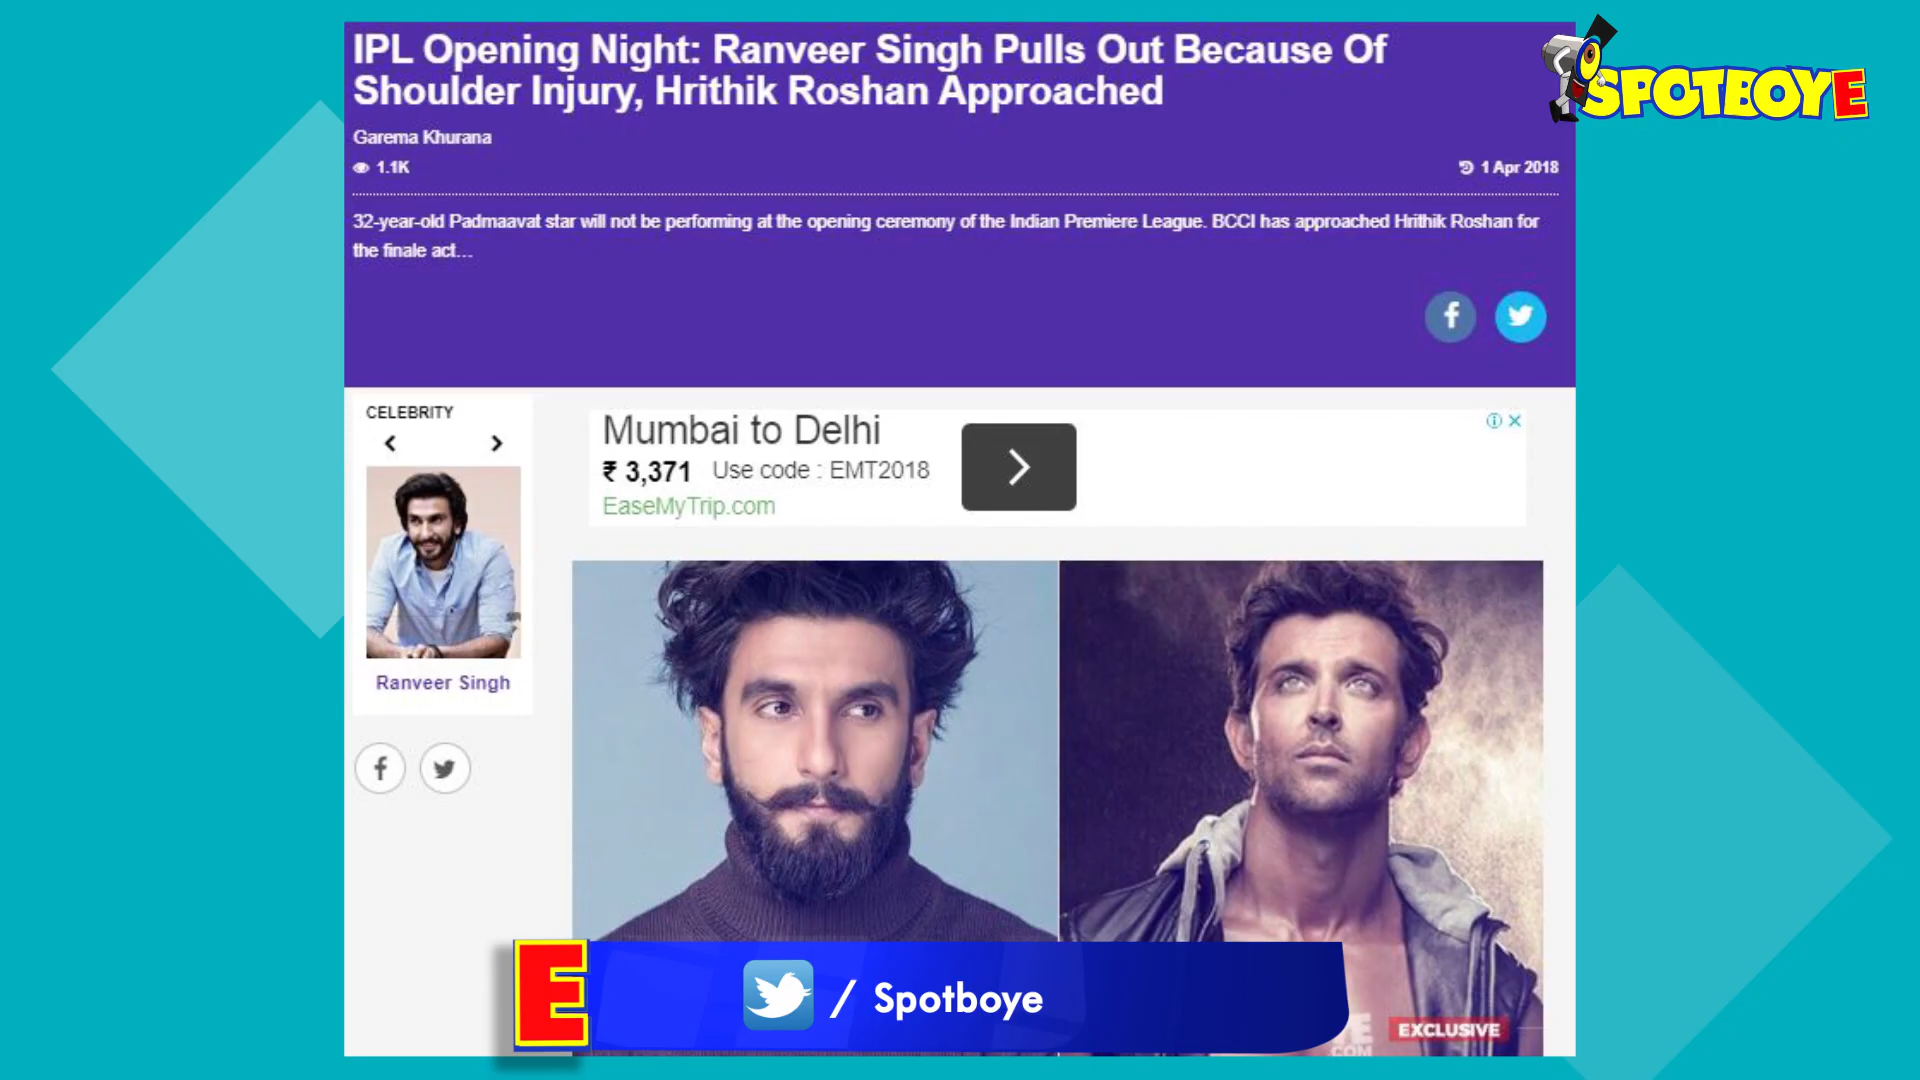 IPL Opening Night: Ranveer Singh Pulls Out Because Of
Shoulder Injury, Hrithik Roshan Approached
SPOTBOYE
Garema Khurana
1.1K
1 Apr 2018
32-year-old Padmaavat star will not be performing at the opening ceremony of the Indian Premiere League. BCCI has approached Hrithik Roshan for
the finale act...
f
CELEBRITY
Mumbai to Delhi
₹ 3,371 Use code : EMT2018
EaseMyTrip.com
Ranveer Singh
f
E
/ Spotboye
EXCLUSIVE
.COM